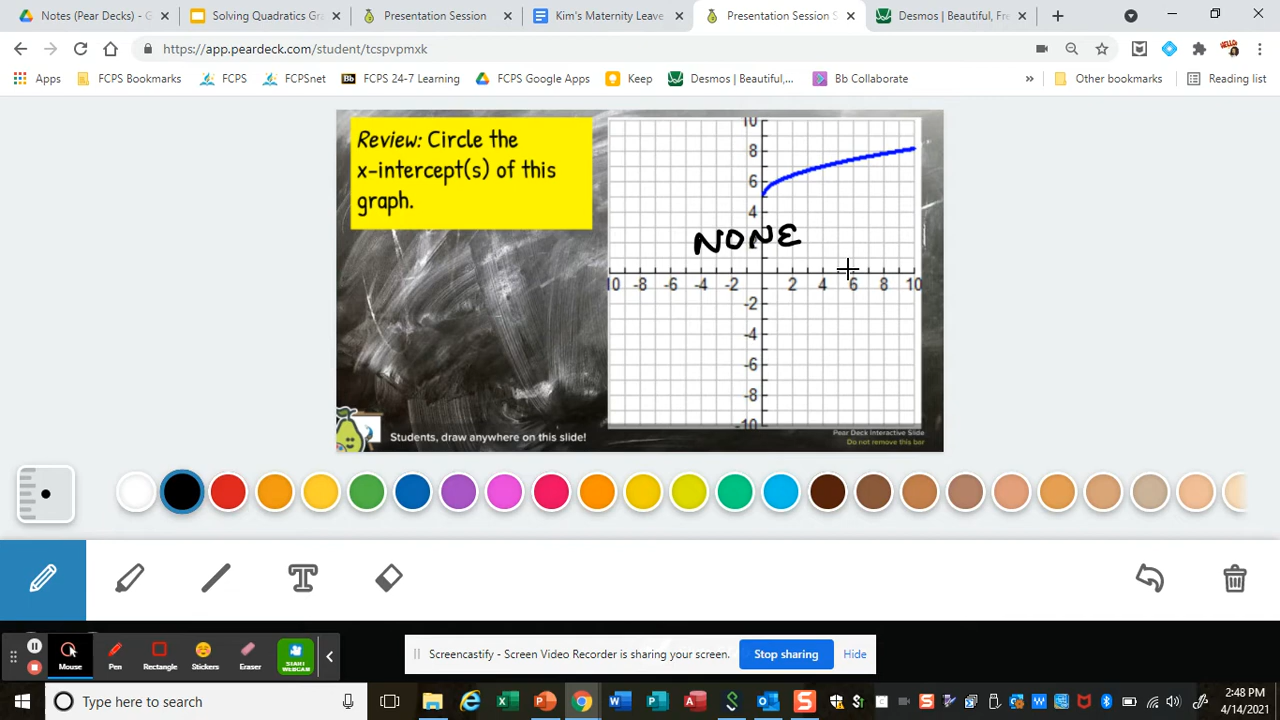 Notes (Pear Decks) - G
Solving Quadratics Gr
Presentation Session
Kim's Maternity Leave
Presentation Session S
Desmos | Beautiful, Fre
https://app.peardeck.com/student/tcspvpmxk
Apps
FCPS Bookmarks
FCPS
FCPSnet
Bb
FCPS 24-7 Learning
FCPS Google Apps
Keep
Desmos | Beautiful,...
Bb Collaborate
»
Other bookmarks
Reading list
Review: Circle the
x-intercept(s) of this
graph.
10
8
6
4
NONE
10 -8 -6 -4 -2 2 4 6 8 10
-2
-4
-6
-8
-10
Students, draw anywhere on this slide!
Pear Deck Interactive Slide
Do not remove this bar
T
Mouse
Pen
Rectangle
Stickers
Eraser
START
WEBCAM
Screencastify - Screen Video Recorder is sharing your screen.
Stop sharing
Hide
Type here to search
2:48 PM
4/14/2021